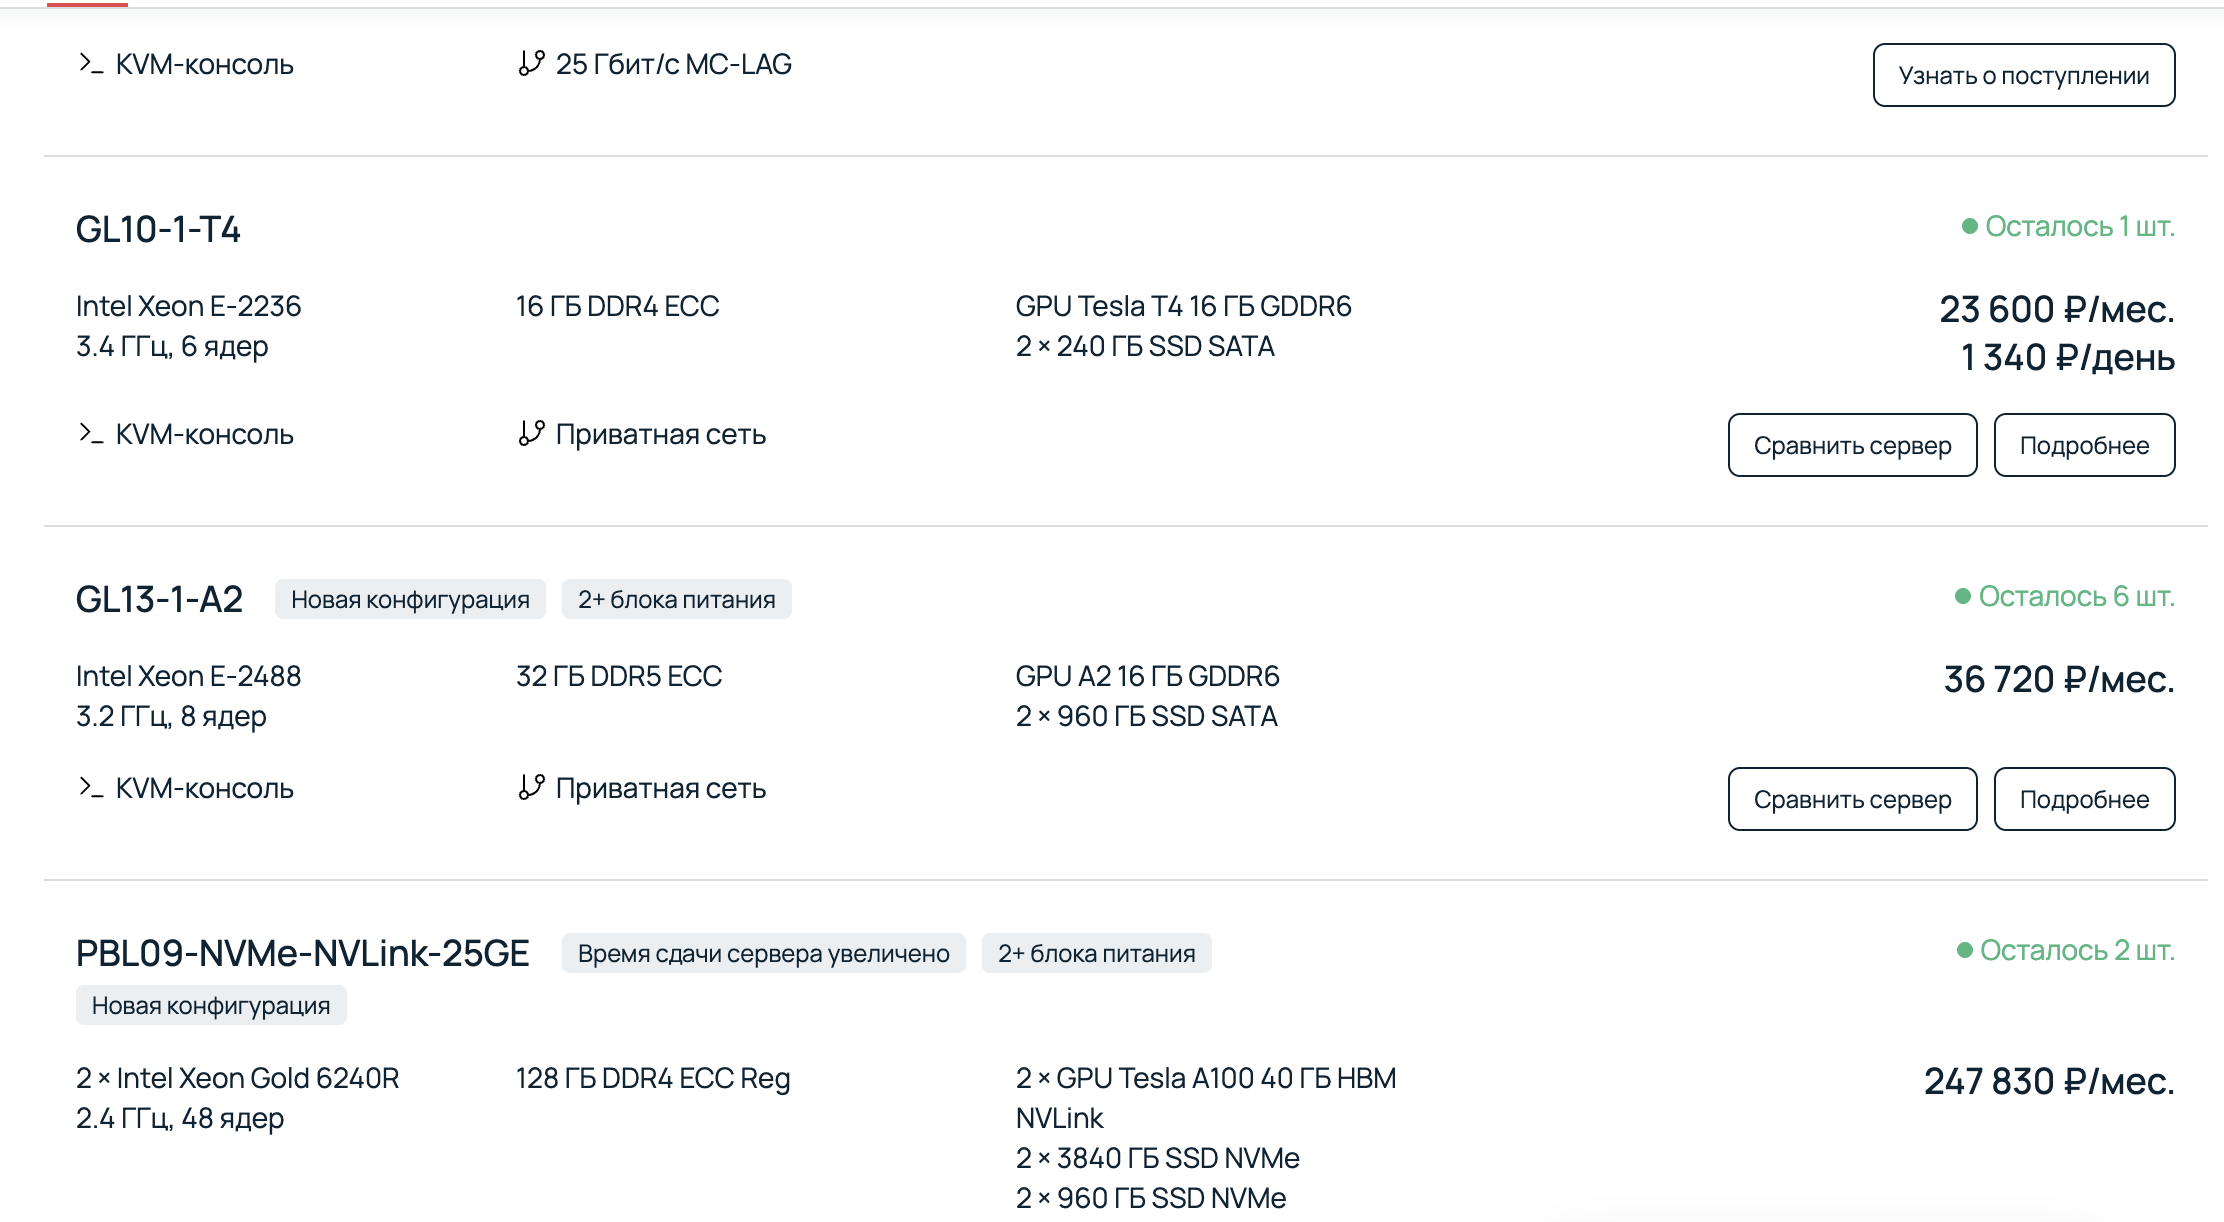 KVM-консоль
25 Гбит/с MC-LAG
Узнать о поступлении
GL10-1-T4
Осталось 1 шт.
Intel Xeon E-2236
3.4 ГГц, 6 ядер
16 ГБ DDR4 ECC
GPU Tesla T4 16 ГБ GDDR6
2 × 240 ГБ SSD SATA
23 600 ₽/мес.
1 340 ₽/день
KVM-консоль
Приватная сеть
Сравнить сервер
Подробнее
GL13-1-A2
Новая конфигурация
2+ блока питания
Осталось 6 шт.
Intel Xeon E-2488
3.2 ГГц, 8 ядер
32 ГБ DDR5 ECC
GPU A2 16 ГБ GDDR6
2 × 960 ГБ SSD SATA
36 720 ₽/мес.
KVM-консоль
Приватная сеть
Сравнить сервер
Подробнее
PBL09-NVMe-NVLink-25GE
Время сдачи сервера увеличено
2+ блока питания
Новая конфигурация
Осталось 2 шт.
2 × Intel Xeon Gold 6240R
2.4 ГГц, 48 ядер
128 ГБ DDR4 ECC Reg
2 × GPU Tesla A100 40 ГБ HBM
NVLink
2 × 3840 ГБ SSD NVMe
2 × 960 ГБ SSD NVMe
247 830 ₽/мес.